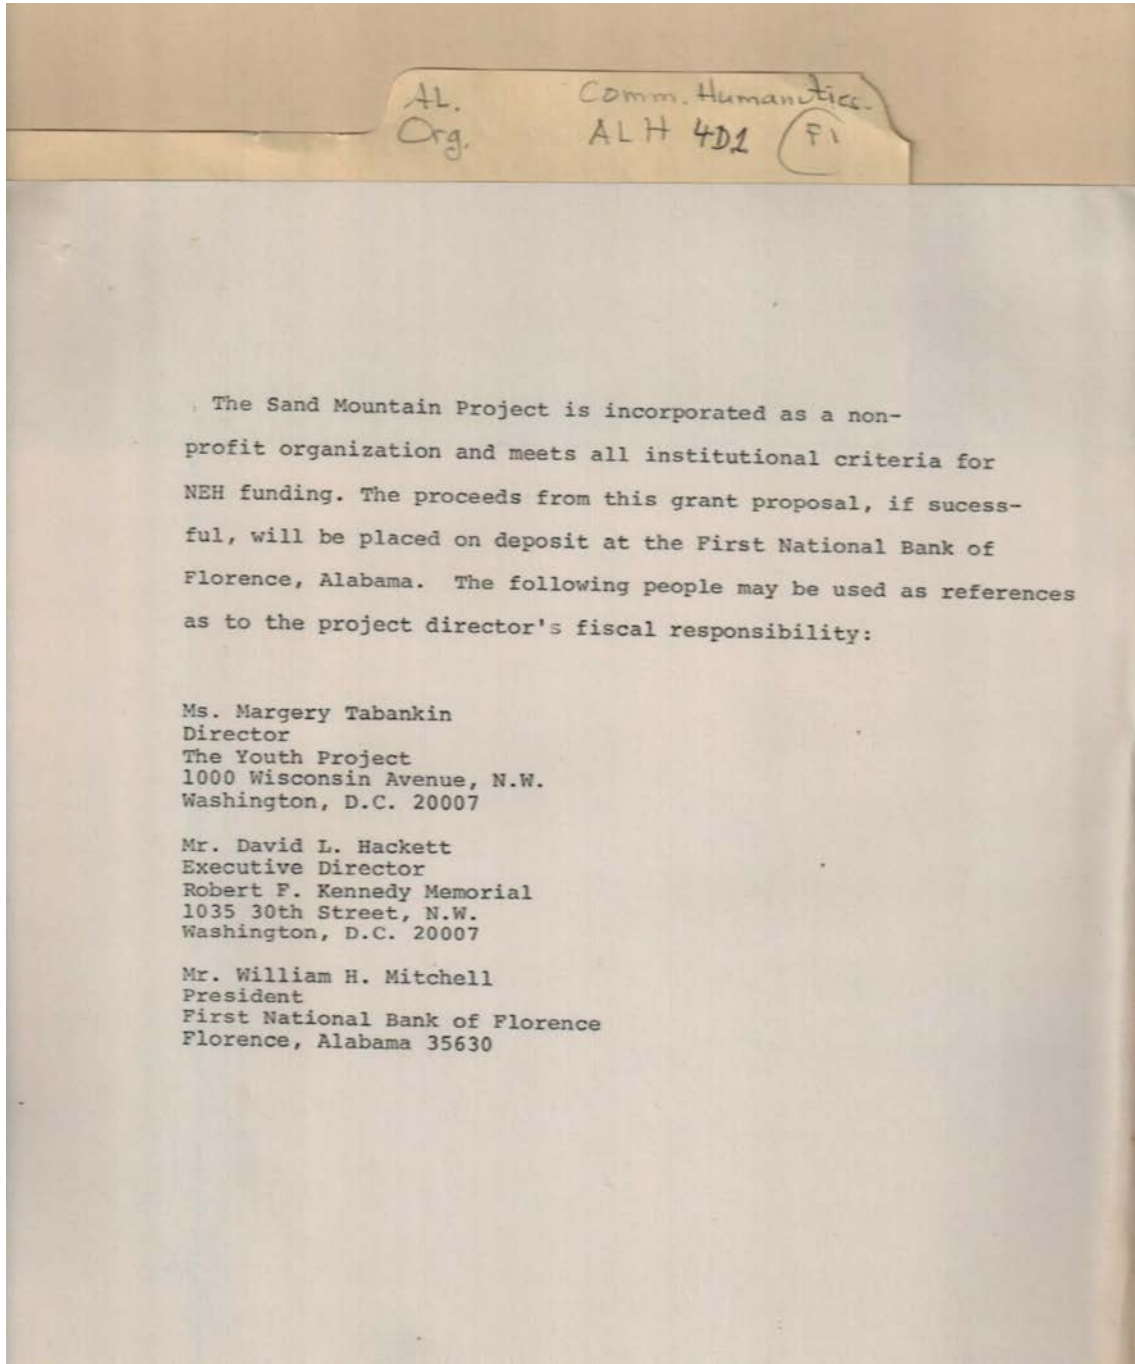 AL. Comm. Humanities.
Org. ALH 4D1 F1
The Sand Mountain Project is incorporated as a non-
profit organization and meets all institutional criteria for
NEH funding. The proceeds from this grant proposal, if sucess-
ful, will be placed on deposit at the First National Bank of
Florence, Alabama. The following people may be used as references
as to the project director's fiscal responsibility:
Ms. Margery Tabankin
Director
The Youth Project
1000 Wisconsin Avenue, N.W.
Washington, D.C. 20007
Mr. David L. Hackett
Executive Director
Robert F. Kennedy Memorial
1035 30th Street, N.W.
Washington, D.C. 20007
Mr. William H. Mitchell
President
First National Bank of Florence
Florence, Alabama 35630